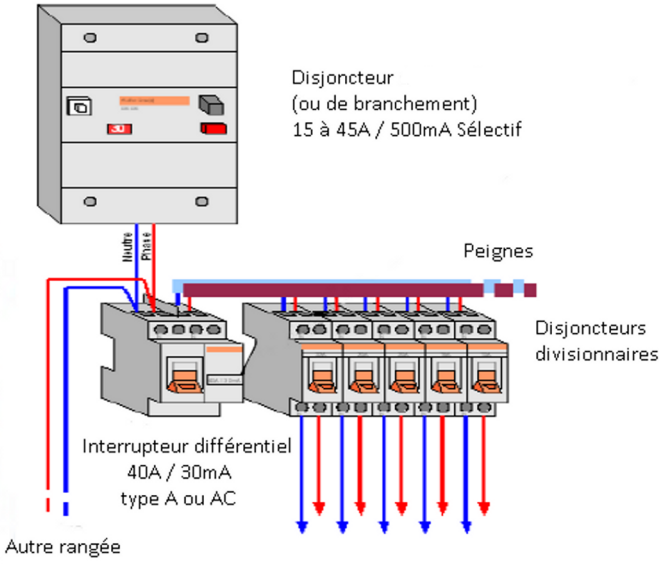 Disjoncteur
(ou de branchement)
15 à 45A / 500mA Sélectif
30
Neutre
Phase
Peignes
Disjoncteurs
divisionnaires
Interrupteur différentiel
40A / 30mA
type A ou AC
Autre rangée